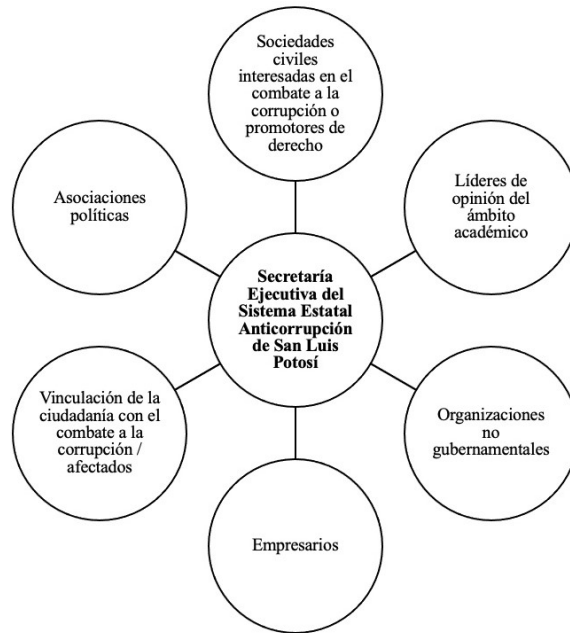 Sociedades
civiles
interesadas en el
combate a la
corrupción o
promotores de
derecho
Asociaciones
políticas
Líderes de
opinión del
ámbito
académico
Secretaría
Ejecutiva del
Sistema Estatal
Anticorrupción
de San Luis
Potosí
Vinculación de la
ciudadanía con el
combate a la
corrupción /
afectados
Organizaciones
no
gubernamentales
Empresarios